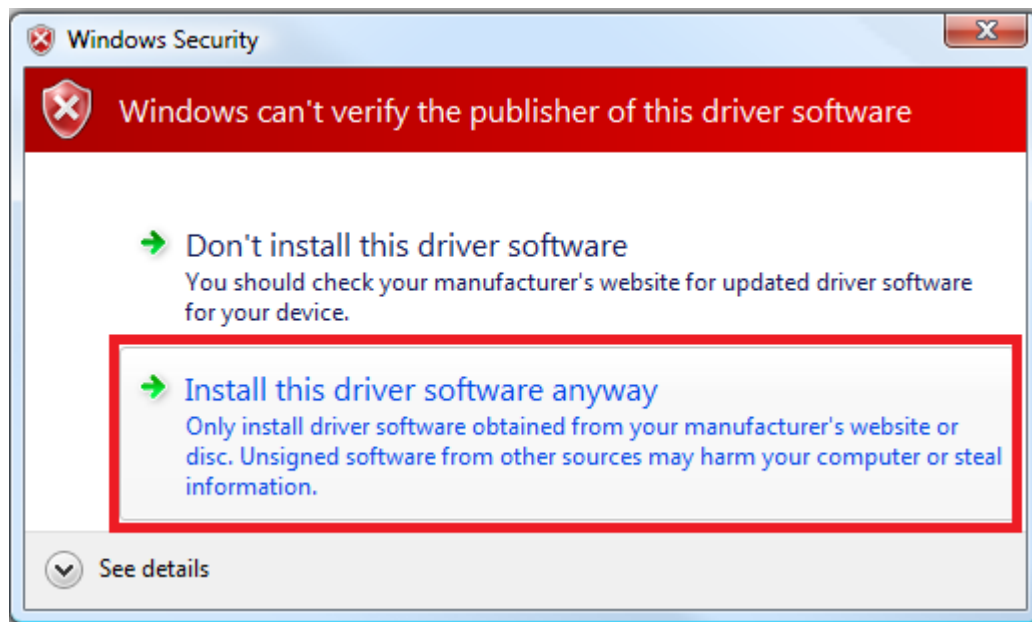 Windows Security
Windows can't verify the publisher of this driver software
Don't install this driver software
You should check your manufacturer's website for updated driver software
for your device.
Install this driver software anyway
Only install driver software obtained from your manufacturer's website or
disc. Unsigned software from other sources may harm your computer or steal
information.
See details